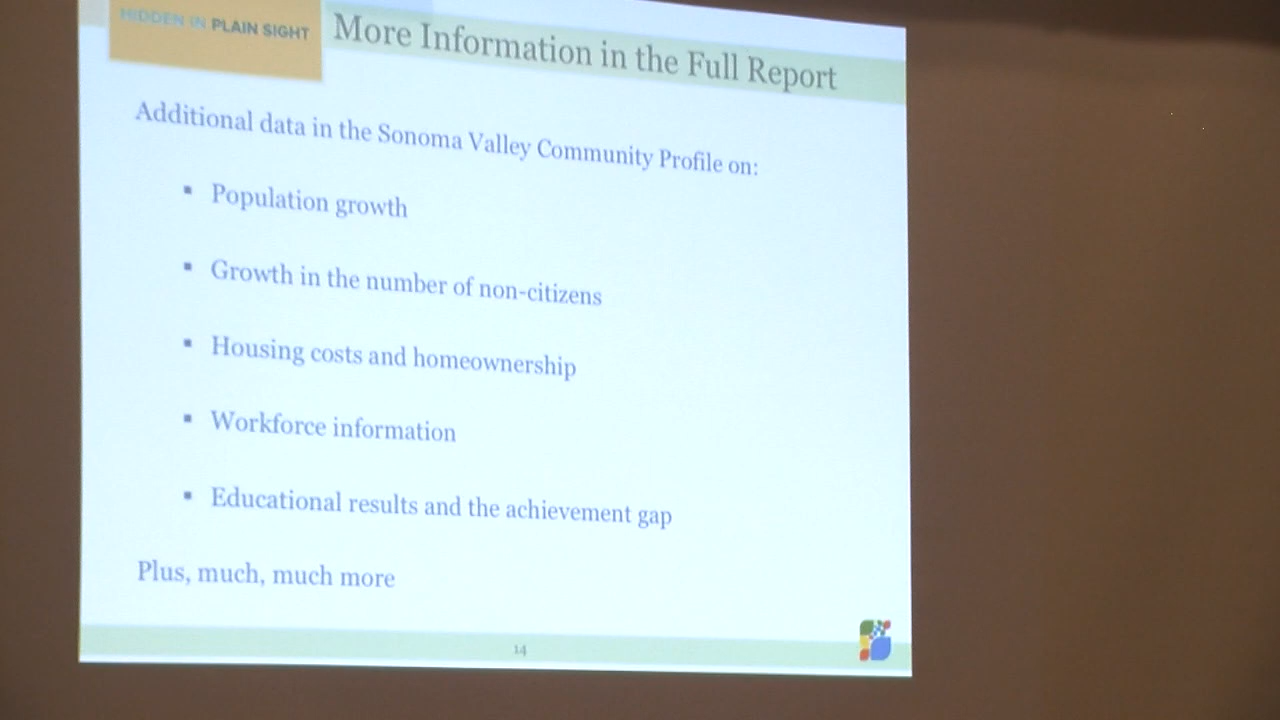 HIDDEN IN PLAIN SIGHT
More Information in the Full Report
Additional data in the Sonoma Valley Community Profile on:
▪ Population growth
▪ Growth in the number of non-citizens
▪ Housing costs and homeownership
▪ Workforce information
▪ Educational results and the achievement gap
Plus, much, much more
14